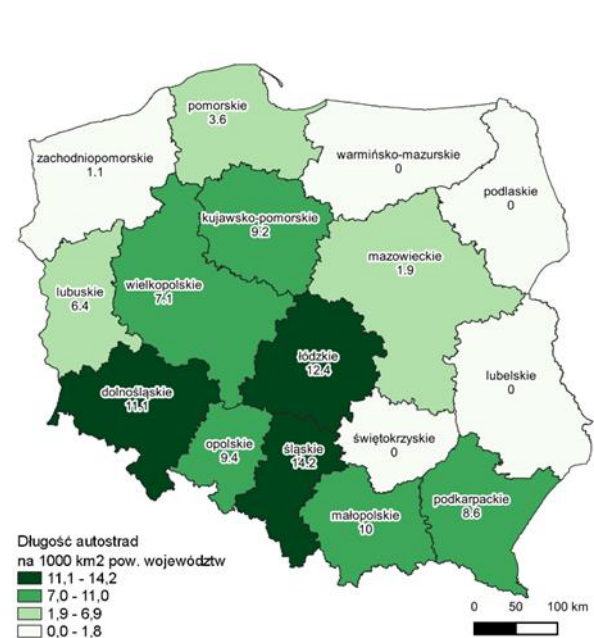 pomorskie
3.6
zachodniopomorskie
1.1
warmińsko-mazurskie
0
podlaskie
0
kujawsko-pomorskie
9.2
mazowieckie
1.9
lubuskie
6.4
wielkopolskie
7.1
łódzkie
12.4
lubelskie
0
dolnośląskie
11.1
opolskie
9.4
śląskie
14.2
świętokrzyskie
0
małopolskie
10
podkarpackie
8.6
Długość autostrad
na 1000 km2 pow. województw
11,1 - 14,2
7,0 - 11,0
1,9 - 6,9
0,0 - 1,8
0 50 100 km